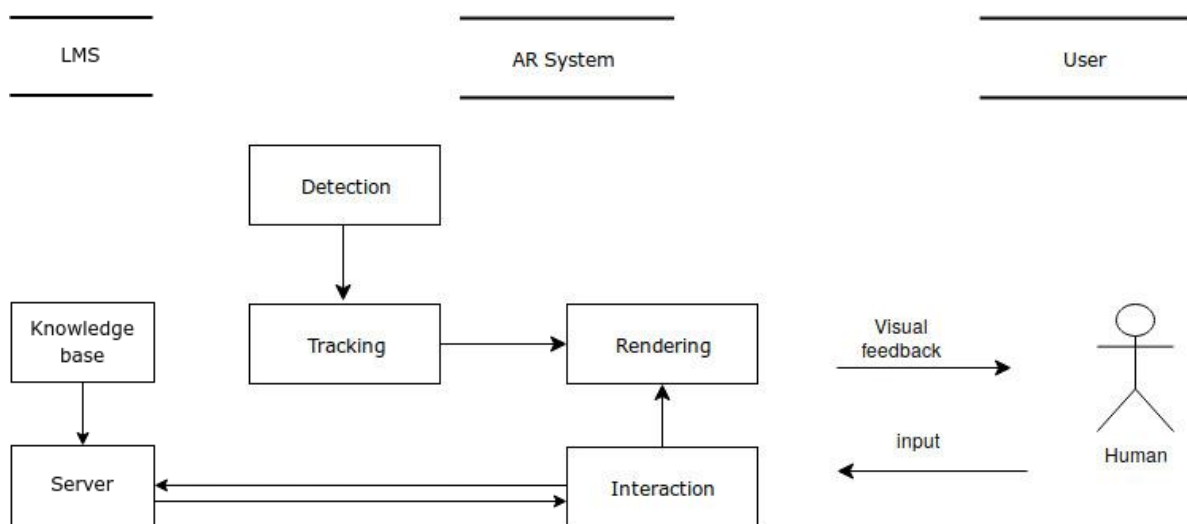 LMS
AR System
User
Detection
Knowledge
base
Tracking
Rendering
Visual
feedback
input
Human
Server
Interaction